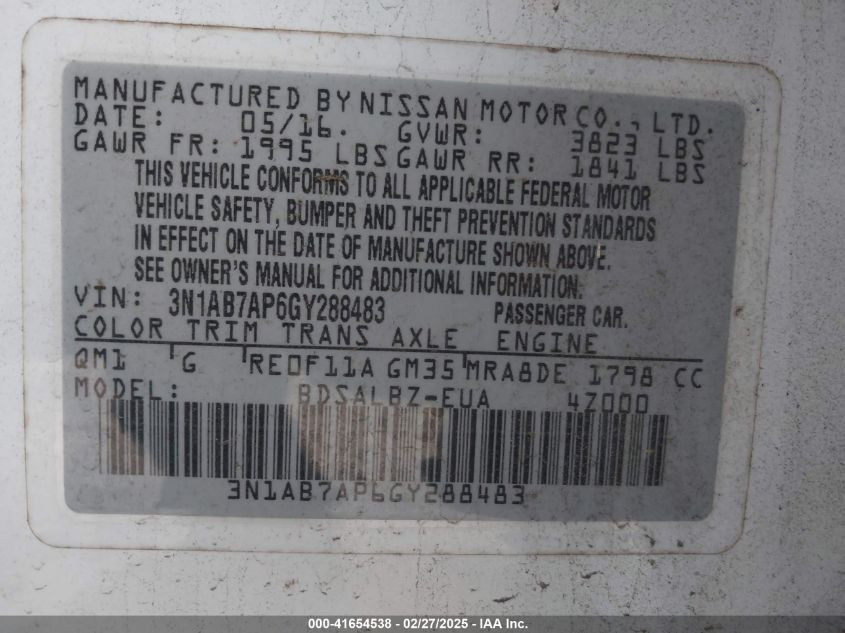 MANUFACTURED BY NISSAN MOTOR CO., LTD.
DATE: 05/16. GVWR: 3823 LBS
GAWR FR: 1995 LBS GAWR RR: 1841 LBS
THIS VEHICLE CONFORMS TO ALL APPLICABLE FEDERAL MOTOR
VEHICLE SAFETY, BUMPER AND THEFT PREVENTION STANDARDS
IN EFFECT ON THE DATE OF MANUFACTURE SHOWN ABOVE.
SEE OWNER'S MANUAL FOR ADDITIONAL INFORMATION.
VIN: 3N1AB7AP6GY288483 PASSENGER CAR.
COLOR TRIM TRANS AXLE ENGINE
QM1 G RE0F11A GM35 MRA8DE 1798 CC
MODEL: BDSALBZ-EUA 4Z000
3N1AB7AP6GY288483
000-41654538 - 02/27/2025 - IAA Inc.